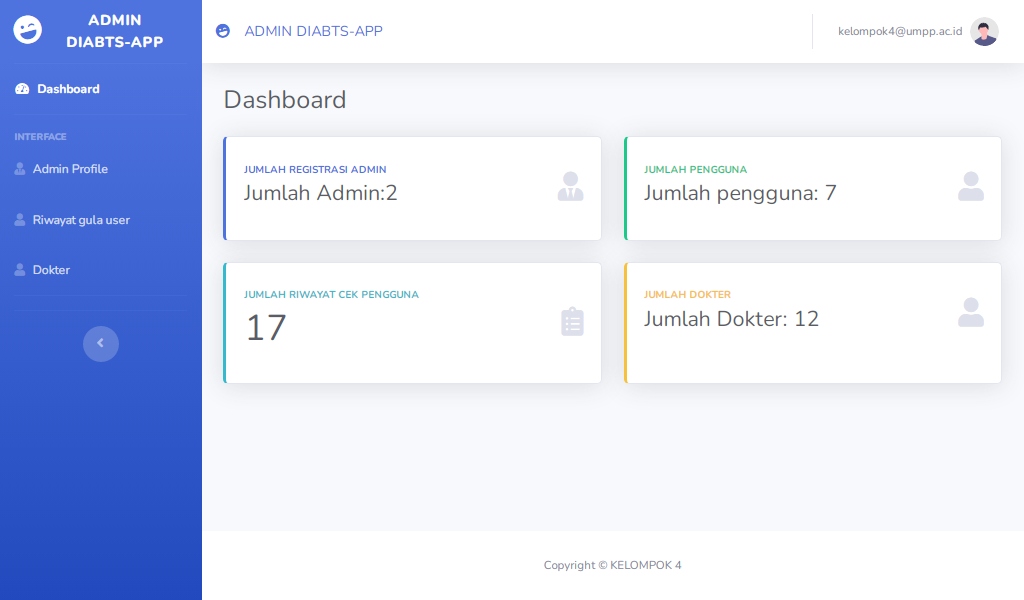 ADMIN
DIABTS-APP
Dashboard
INTERFACE
Admin Profile
Riwayat gula user
Dokter
ADMIN DIABTS-APP
kelempok4@umpp.ac.id
Dashboard
JUMLAH REGISTRASI ADMIN
Jumlah Admin:2
JUMLAH PENGGUNA
Jumlah pengguna: 7
JUMLAH RIWAYAT CEK PENGGUNA
17
JUMLAH DOKTER
Jumlah Dokter: 12
Copyright © KELOMPOK 4